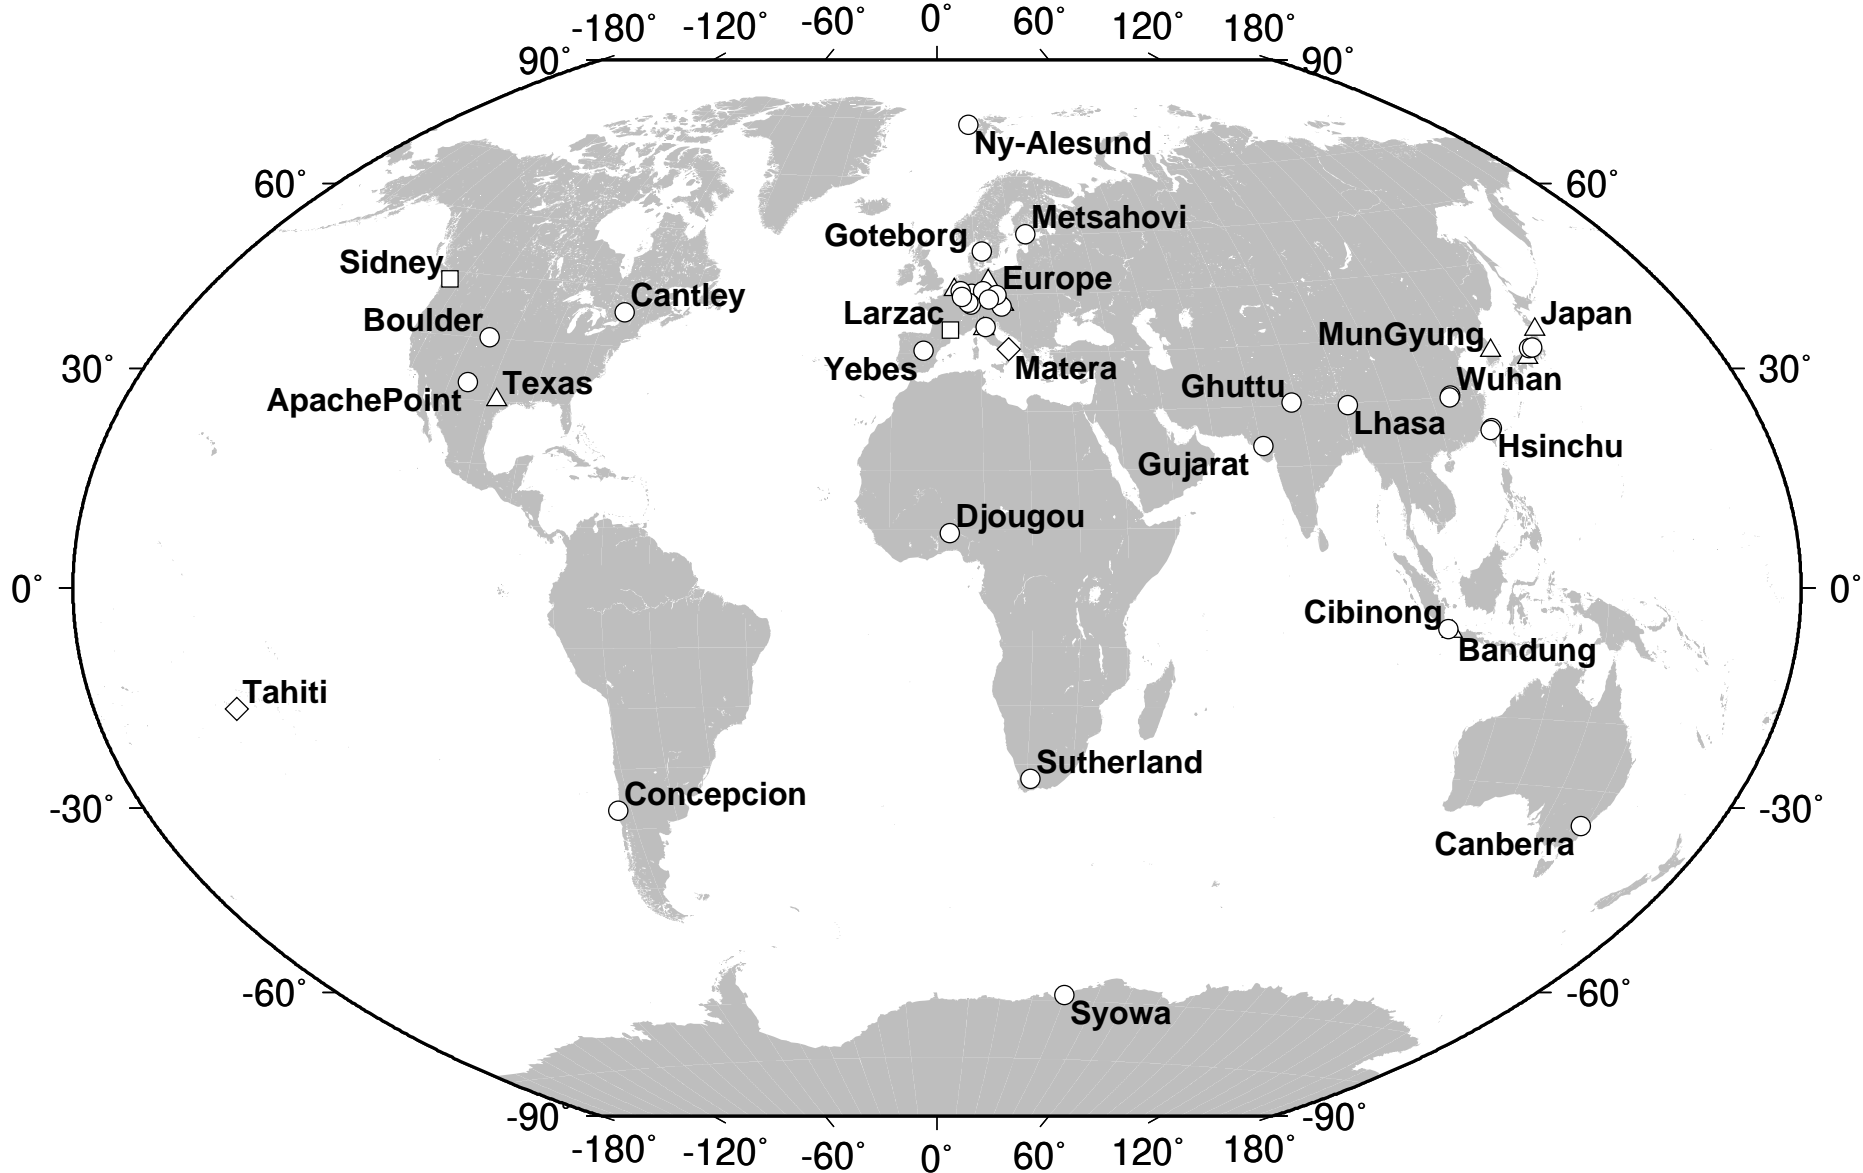 -180° -120° -60° 0° 60° 120° 180°
90° 90°
Ny-Alesund
60° 60°
Metsahovi
Goteborg
Sidney
Europe
Cantley
Larzac
Japan
Boulder
MunGyung
30° 30°
Yebes
Matera
Wuhan
Texas
Ghuttu
ApachePoint
Lhasa
Hsinchu
Gujarat
Djougou
0° 0°
Cibinong
Bandung
Tahiti
Sutherland
Concepcion
-30° -30°
Canberra
-60° -60°
Syowa
-90° -90°
-180° -120° -60° 0° 60° 120° 180°